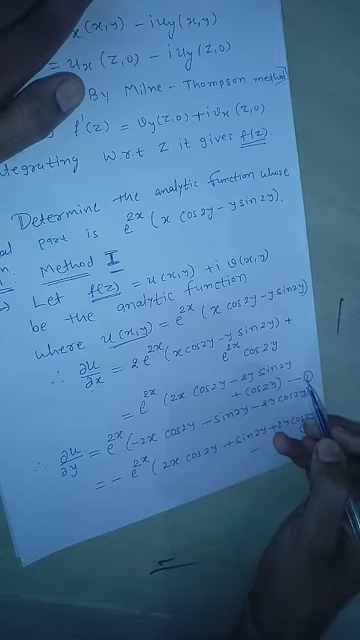 x(x,y) - iuy(x,y)
= ux(z,0) - iuy(z,0)
By Milne - Thompson method
f'(z) = vy(z,0) + ivx(z,0)
integrating w.r.t z it gives f(z).
Determine the analytic function whose
part is e^2x (x cos2y - y sin2y).
Method I
Let f(z) = u(x,y) + i v(x,y)
be the analytic function
where u(x,y) = e^2x (x cos2y - y sin2y)
∴ ∂u/∂x = 2e^2x (x cos2y - y sin2y) +
e^2x cos2y
= e^2x (2x cos2y - 2y sin2y
+ cos2y) — ①
∴ ∂u/∂y = e^2x (-2x cos2y - sin2y - 2y cos2y)
= - e^2x (2x cos2y + sin2y + 2y cos2y